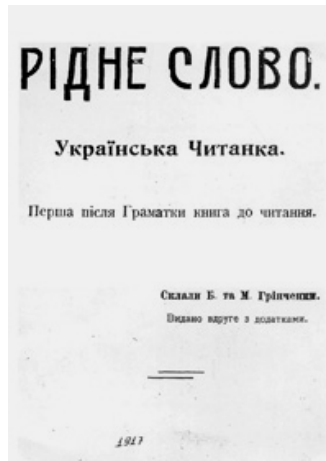 РІДНЕ СЛОВО.
Українська Читанка.
Перша після Граматки книга до читання.
Склали Б. та М. Грінченки.
Видано вдруге з додатками.
1917